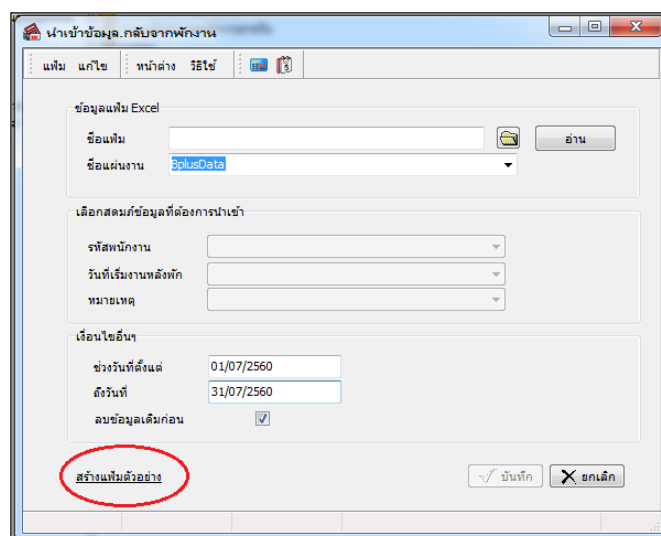 นำเข้าข้อมูล.กลับจากพักงาน
แฟ้ม แก้ไข หน้าต่าง วิธีใช้
ข้อมูลแฟ้ม Excel
ชื่อแฟ้ม อ่าน
ชื่อแผ่นงาน BplusData
เลือกสดมภ์ข้อมูลที่ต้องการนำเข้า
รหัสพนักงาน
วันที่เริ่มงานหลังพัก
หมายเหตุ
เงื่อนไขอื่นๆ
ช่วงวันที่ตั้งแต่ 01/07/2560
ถึงวันที่ 31/07/2560
ลบข้อมูลเดิมก่อน
สร้างแฟ้มตัวอย่าง บันทึก ยกเลิก